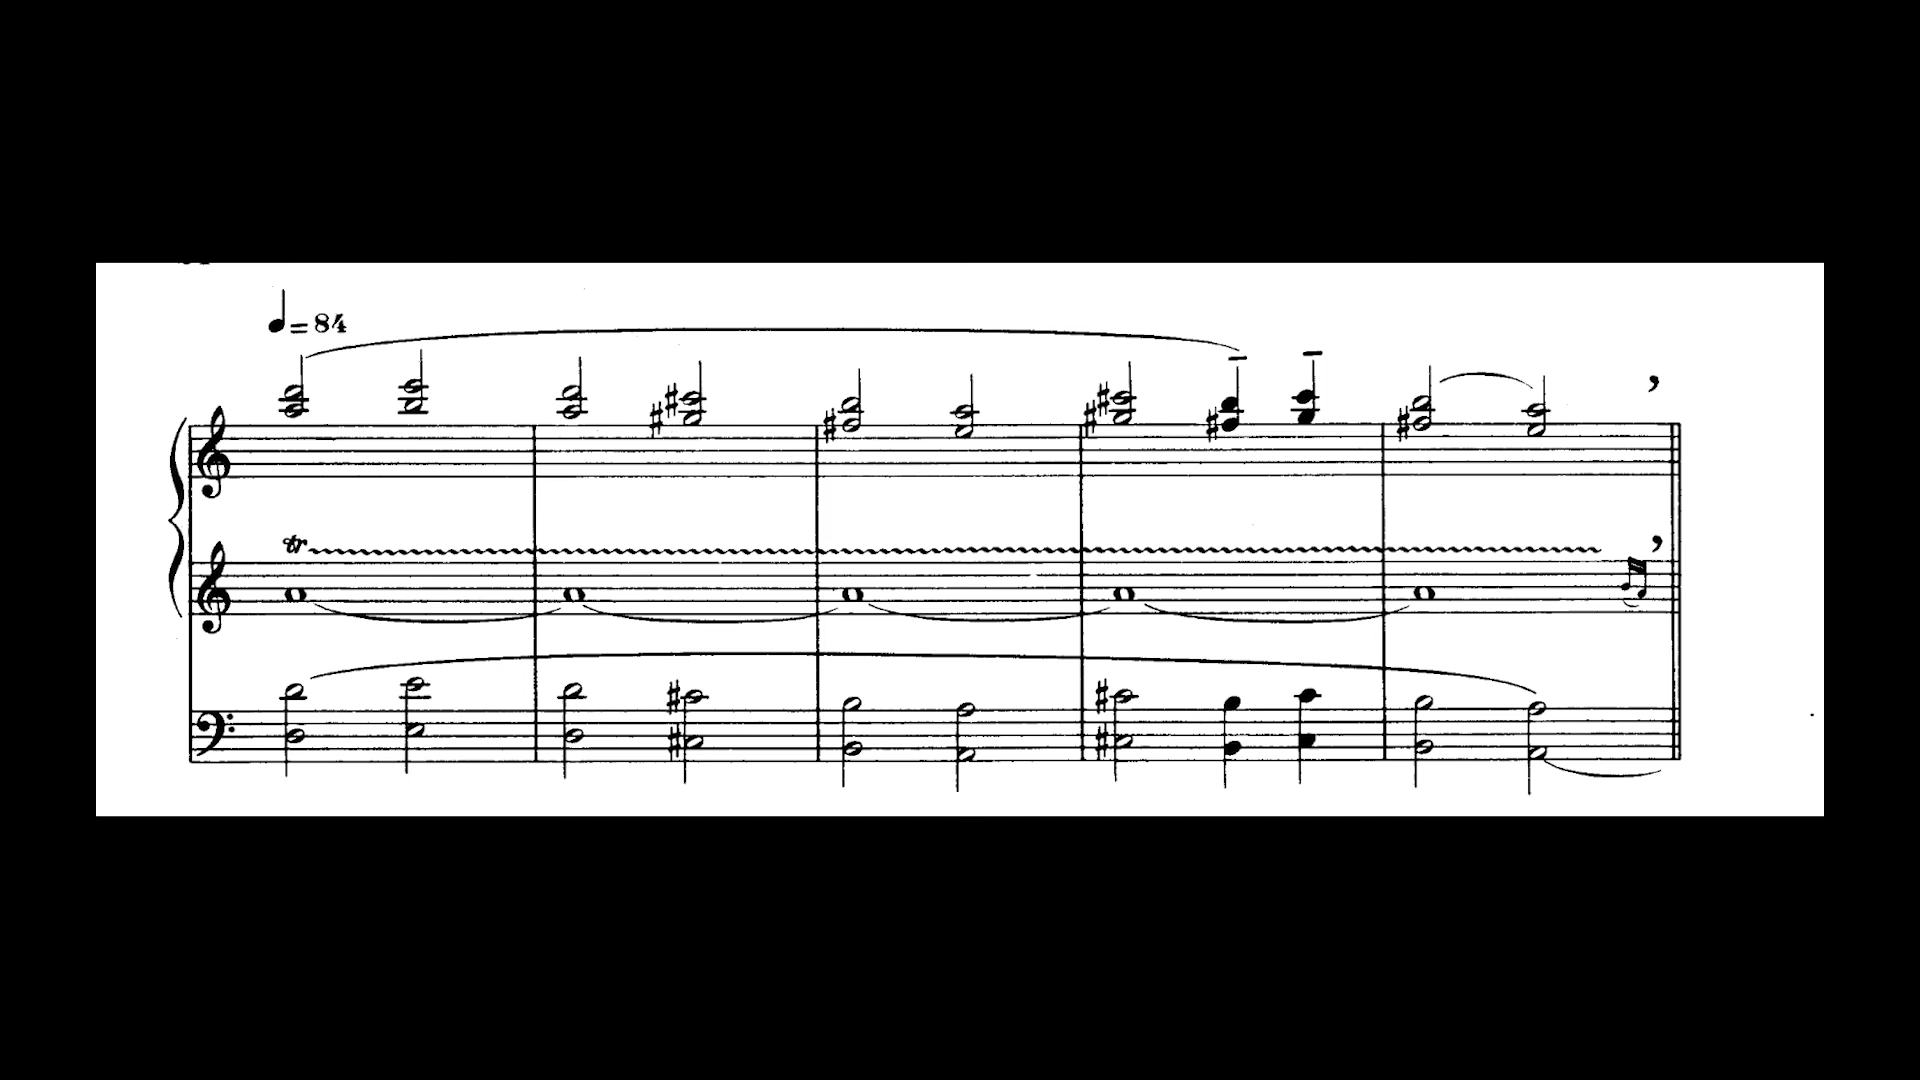 ♩ = 84
tr